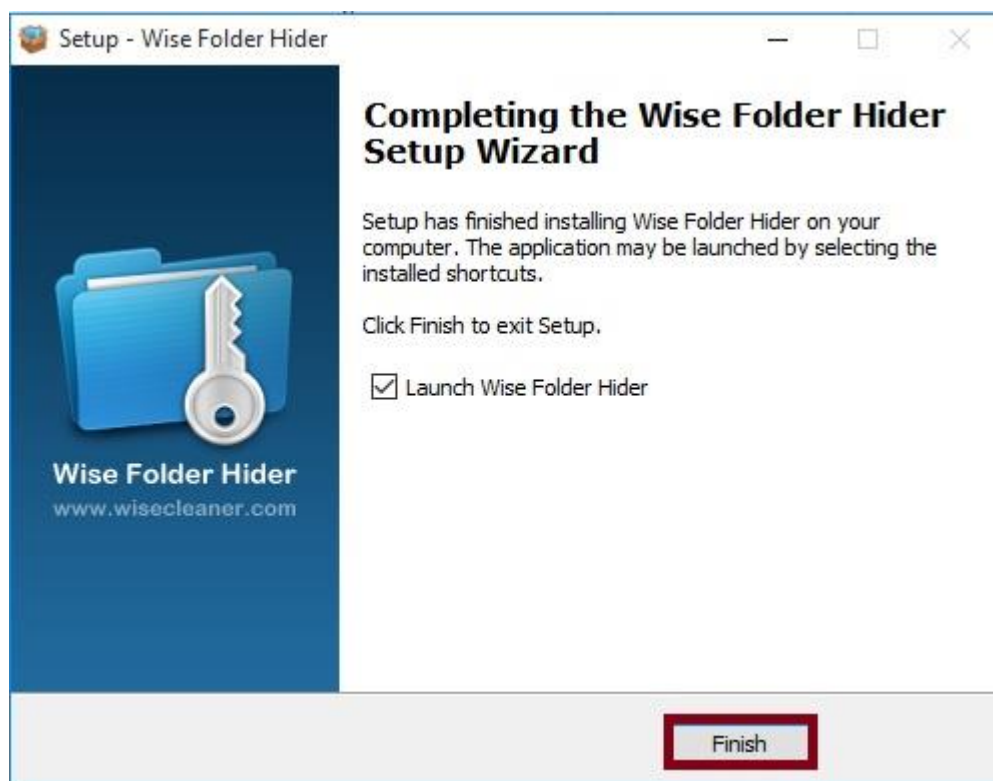 Setup - Wise Folder Hider
Completing the Wise Folder Hider
Setup Wizard
Setup has finished installing Wise Folder Hider on your
computer. The application may be launched by selecting the
installed shortcuts.
Click Finish to exit Setup.
Launch Wise Folder Hider
Wise Folder Hider
www.wisecleaner.com
Finish